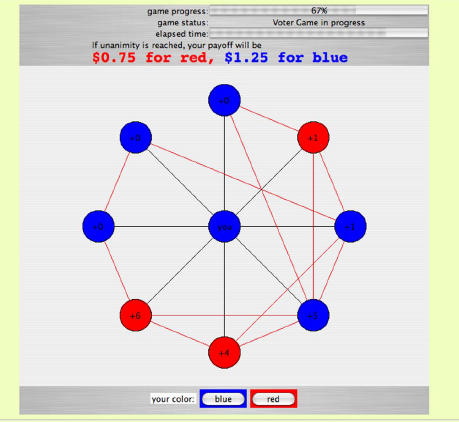 game progress: 67%
game status: Voter Game in progress
elapsed time:
If unanimity is reached, your payoff will be
$0.75 for red, $1.25 for blue
+0
+0
+1
+0
you
+1
+6
+4
your color: blue red